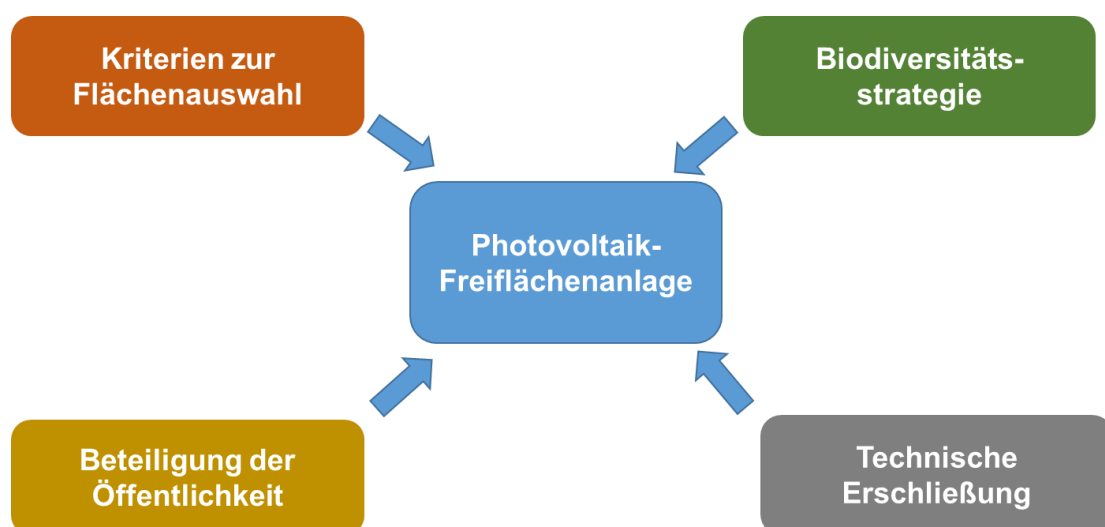 Kriterien zur
Flächenauswahl
Biodiversitäts-
strategie
Photovoltaik-
Freiflächenanlage
Beteiligung der
Öffentlichkeit
Technische
Erschließung